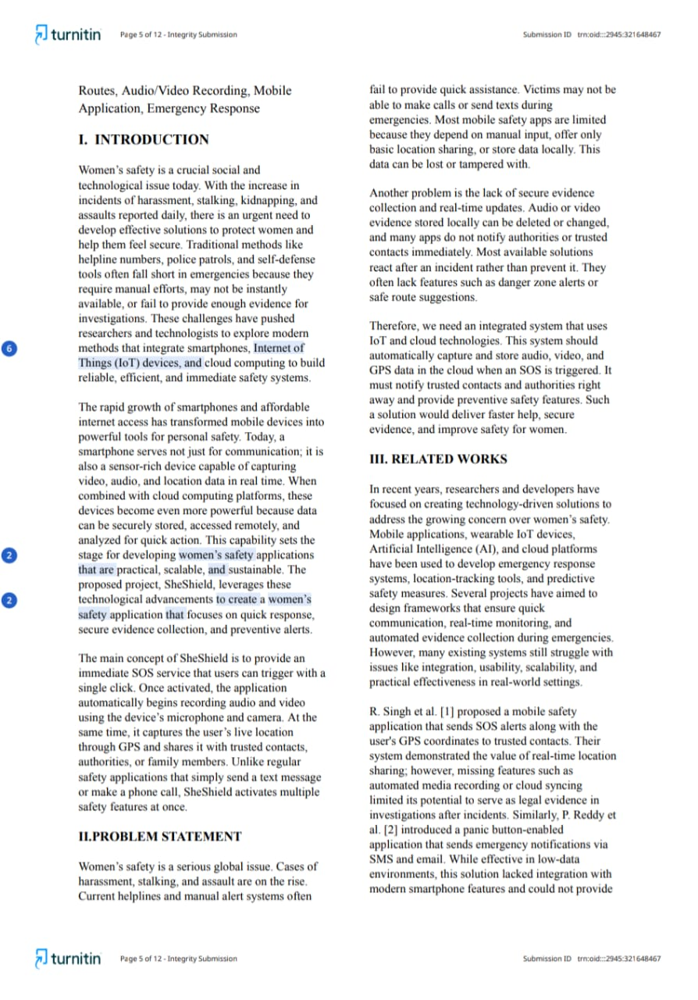 turnitin Page 5 of 12 - Integrity Submission Submission ID trn:oid:::2945:321648467
Routes, Audio/Video Recording, Mobile
Application, Emergency Response
I. INTRODUCTION
Women's safety is a crucial social and
technological issue today. With the increase in
incidents of harassment, stalking, kidnapping, and
assaults reported daily, there is an urgent need to
develop effective solutions to protect women and
help them feel secure. Traditional methods like
helpline numbers, police patrols, and self-defense
tools often fall short in emergencies because they
require manual efforts, may not be instantly
available, or fail to provide enough evidence for
investigations. These challenges have pushed
researchers and technologists to explore modern
6 methods that integrate smartphones, Internet of
Things (IoT) devices, and cloud computing to build
reliable, efficient, and immediate safety systems.
The rapid growth of smartphones and affordable
internet access has transformed mobile devices into
powerful tools for personal safety. Today, a
smartphone serves not just for communication; it is
also a sensor-rich device capable of capturing
video, audio, and location data in real time. When
combined with cloud computing platforms, these
devices become even more powerful because data
can be securely stored, accessed remotely, and
analyzed for quick action. This capability sets the
2 stage for developing women's safety applications
that are practical, scalable, and sustainable. The
proposed project, SheShield, leverages these
2 technological advancements to create a women's
safety application that focuses on quick response,
secure evidence collection, and preventive alerts.
The main concept of SheShield is to provide an
immediate SOS service that users can trigger with a
single click. Once activated, the application
automatically begins recording audio and video
using the device's microphone and camera. At the
same time, it captures the user's live location
through GPS and shares it with trusted contacts,
authorities, or family members. Unlike regular
safety applications that simply send a text message
or make a phone call, SheShield activates multiple
safety features at once.
II.PROBLEM STATEMENT
Women's safety is a serious global issue. Cases of
harassment, stalking, and assault are on the rise.
Current helplines and manual alert systems often
fail to provide quick assistance. Victims may not be
able to make calls or send texts during
emergencies. Most mobile safety apps are limited
because they depend on manual input, offer only
basic location sharing, or store data locally. This
data can be lost or tampered with.
Another problem is the lack of secure evidence
collection and real-time updates. Audio or video
evidence stored locally can be deleted or changed,
and many apps do not notify authorities or trusted
contacts immediately. Most available solutions
react after an incident rather than prevent it. They
often lack features such as danger zone alerts or
safe route suggestions.
Therefore, we need an integrated system that uses
IoT and cloud technologies. This system should
automatically capture and store audio, video, and
GPS data in the cloud when an SOS is triggered. It
must notify trusted contacts and authorities right
away and provide preventive safety features. Such
a solution would deliver faster help, secure
evidence, and improve safety for women.
III. RELATED WORKS
In recent years, researchers and developers have
focused on creating technology-driven solutions to
address the growing concern over women's safety.
Mobile applications, wearable IoT devices,
Artificial Intelligence (AI), and cloud platforms
have been used to develop emergency response
systems, location-tracking tools, and predictive
safety measures. Several projects have aimed to
design frameworks that ensure quick
communication, real-time monitoring, and
automated evidence collection during emergencies.
However, many existing systems still struggle with
issues like integration, usability, scalability, and
practical effectiveness in real-world settings.
R. Singh et al. [1] proposed a mobile safety
application that sends SOS alerts along with the
user's GPS coordinates to trusted contacts. Their
system demonstrated the value of real-time location
sharing; however, missing features such as
automated media recording or cloud syncing
limited its potential to serve as legal evidence in
investigations after incidents. Similarly, P. Reddy et
al. [2] introduced a panic button-enabled
application that sends emergency notifications via
SMS and email. While effective in low-data
environments, this solution lacked integration with
modern smartphone features and could not provide
turnitin Page 5 of 12 - Integrity Submission Submission ID trn:oid:::2945:321648467